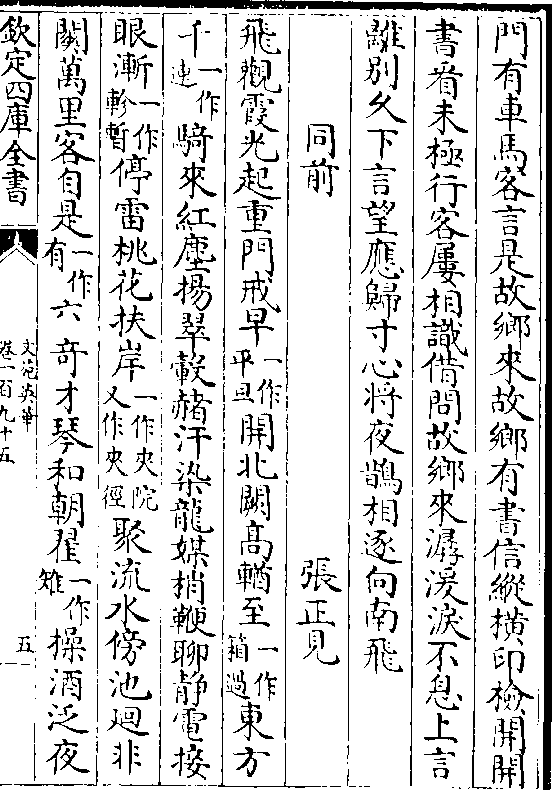 門有車馬客言是故鄉來故鄉有書信縱橫印檢開開
書看未極行客屢相識借問故鄉來潺湲淚不息上言
離別久下言望應歸寸心將夜鵲相逐向南飛
同前 張正見
飛觀霞光起重門戒早一作平旦開北闕高轓至一作箱過東方
千一作連騎來紅塵揚翠轂赭汗染龍媒梢鞭聊靜電接
眼漸一作軫暫停雷桃花扶岸一作夾院又作夾徑聚流水傍池廻非
關萬里客自是一作有六奇才琴和朝雊一作雉操酒泛夜
欽定四庫全書
文苑英華
卷一百九十五
五